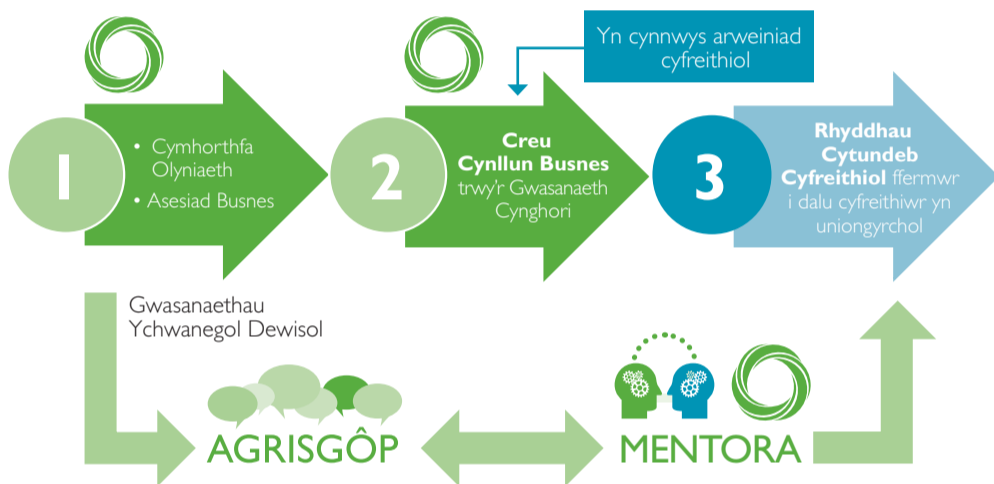 Yn cynnwys arweiniad
cyfreithiol
1
• Cymhorthfa
Olyniaeth
• Asesiad Busnes
2
Creu
Cynllun Busnes
trwy'r Gwasanaeth
Cynghori
3
Rhyddhau
Cytundeb
Cyfreithiol ffermwr
i dalu cyfreithiwr yn
uniongyrchol
Gwasanaethau
Ychwanegol Dewisol
AGRISGÔP
MENTORA